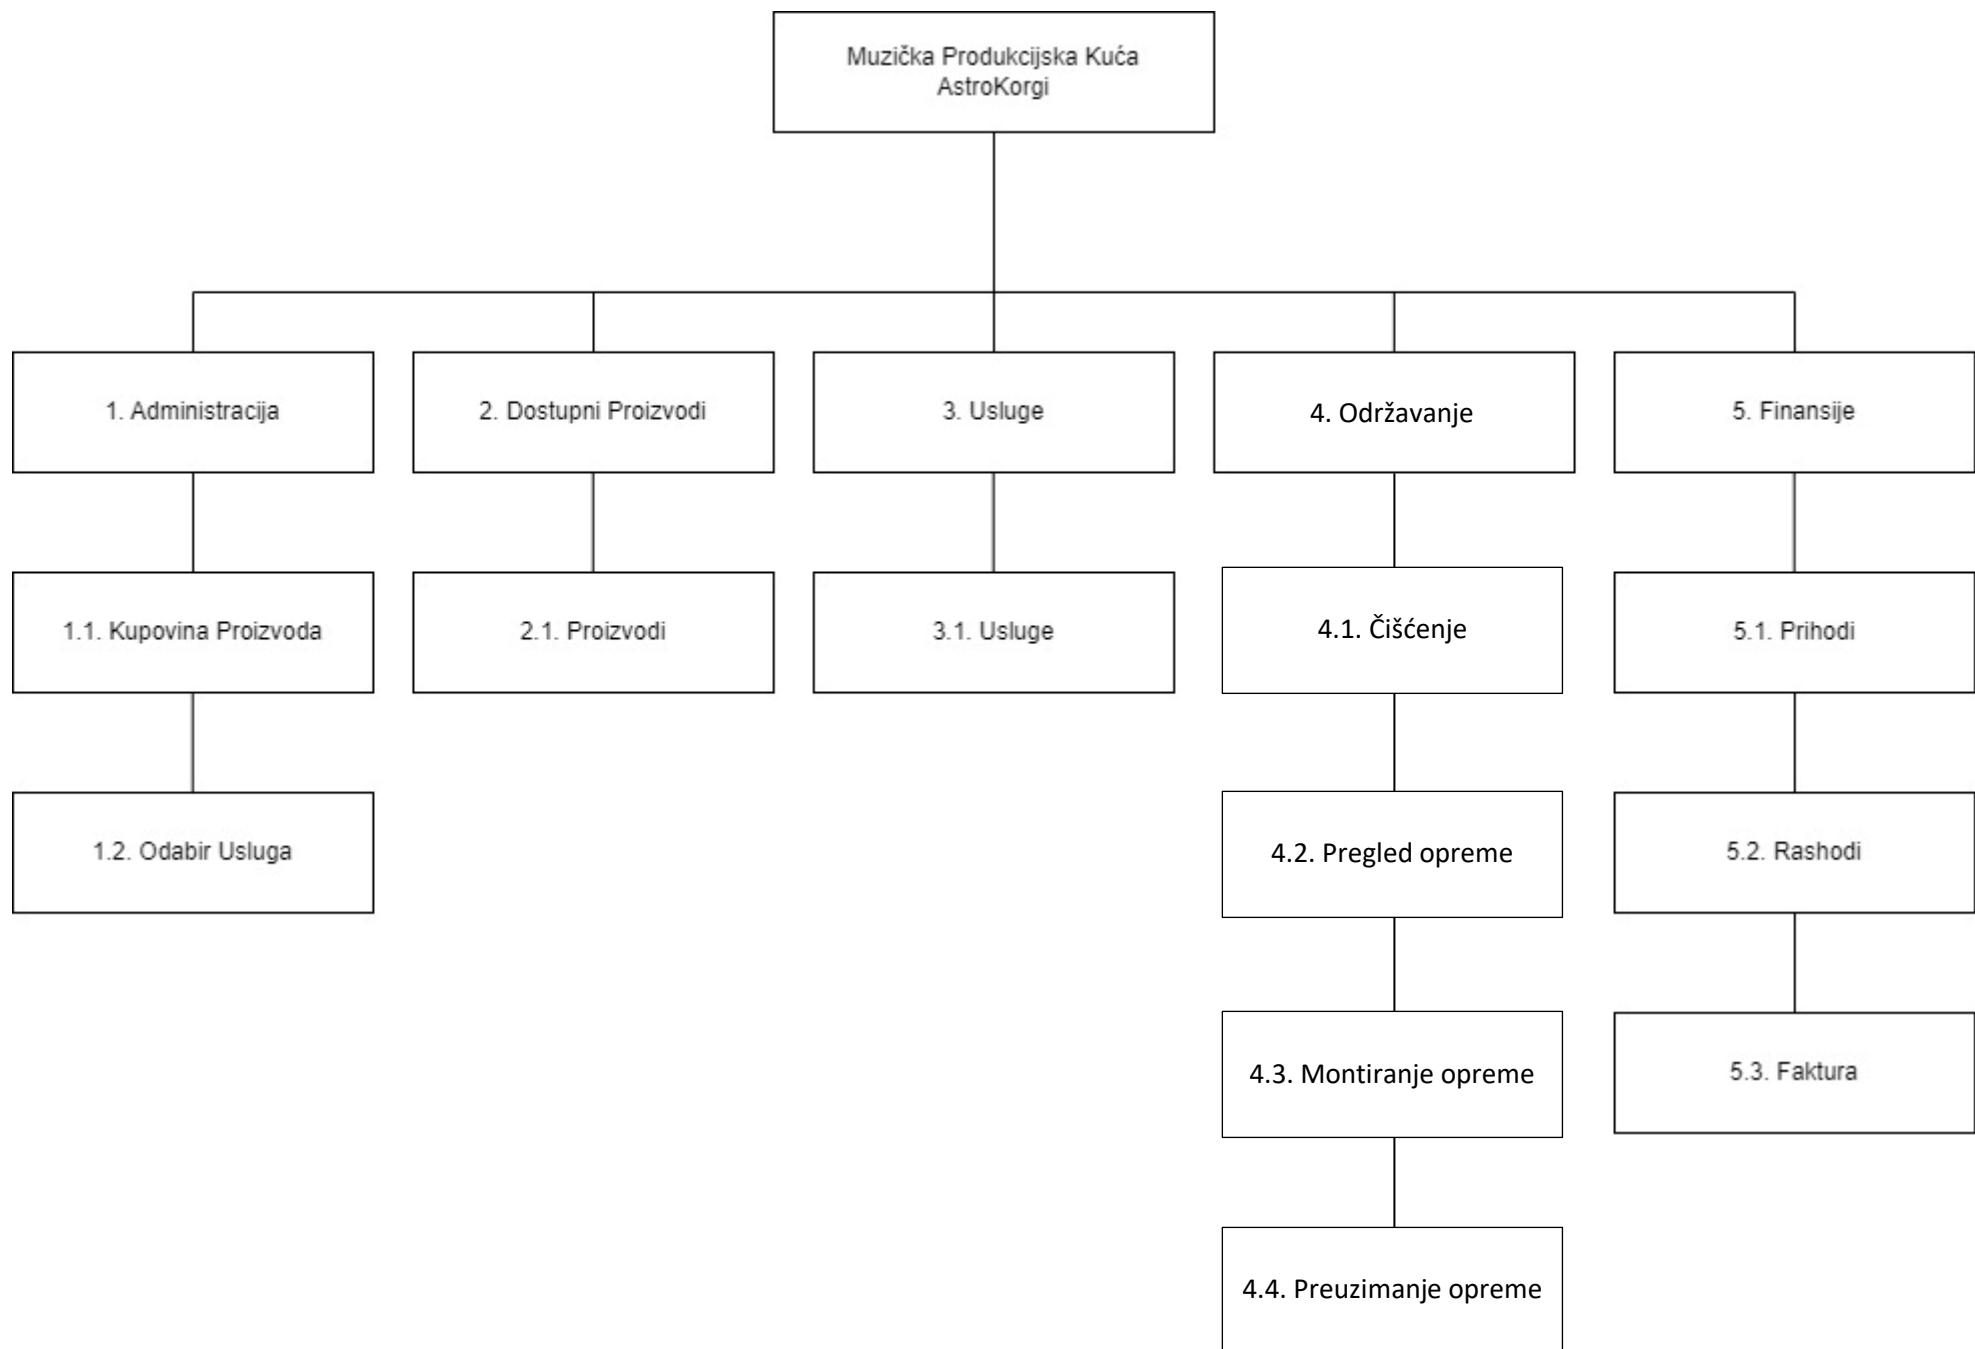 Muzička Produkcijska Kuća
AstroKorgi
1. Administracija
2. Dostupni Proizvodi
3. Usluge
4. Održavanje
5. Finansije
1.1. Kupovina Proizvoda
2.1. Proizvodi
3.1. Usluge
4.1. Čišćenje
5.1. Prihodi
1.2. Odabir Usluga
4.2. Pregled opreme
5.2. Rashodi
4.3. Montiranje opreme
5.3. Faktura
4.4. Preuzimanje opreme